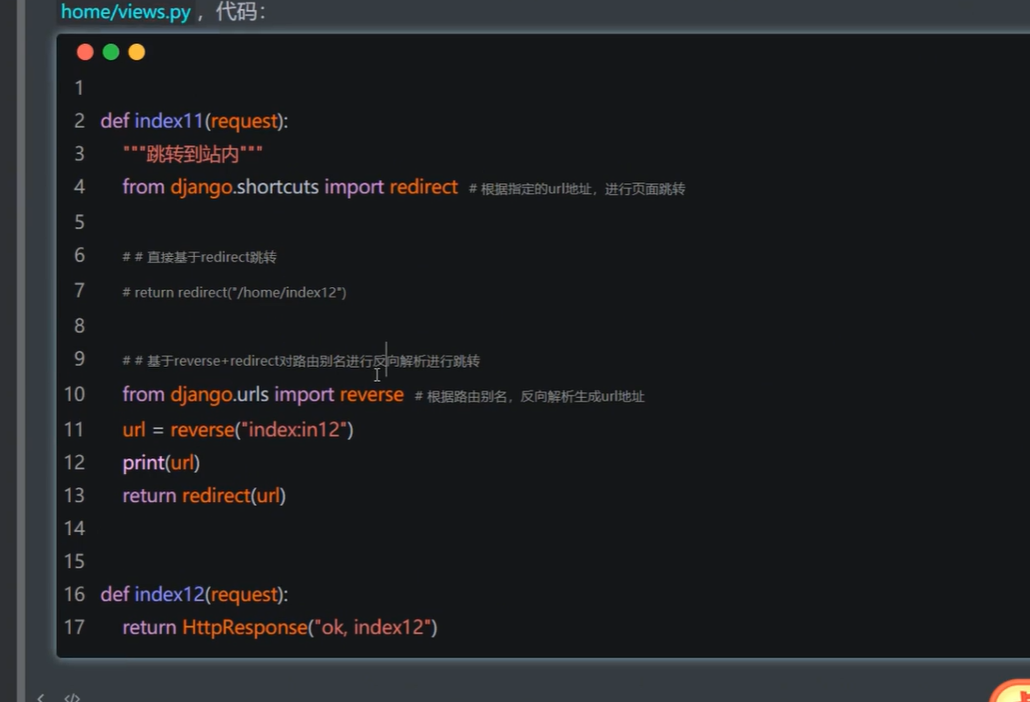 home/views.py ，代码：
1
2 def index11(request):
3 """跳转到站内"""
4 from django.shortcuts import redirect # 根据指定的url地址，进行页面跳转
5
6 # # 直接基于redirect跳转
7 # return redirect("/home/index12")
8
9 # # 基于reverse+redirect对路由别名进行反向解析进行跳转
10 from django.urls import reverse # 根据路由别名，反向解析生成url地址
11 url = reverse("index:in12")
12 print(url)
13 return redirect(url)
14
15
16 def index12(request):
17 return HttpResponse("ok, index12")